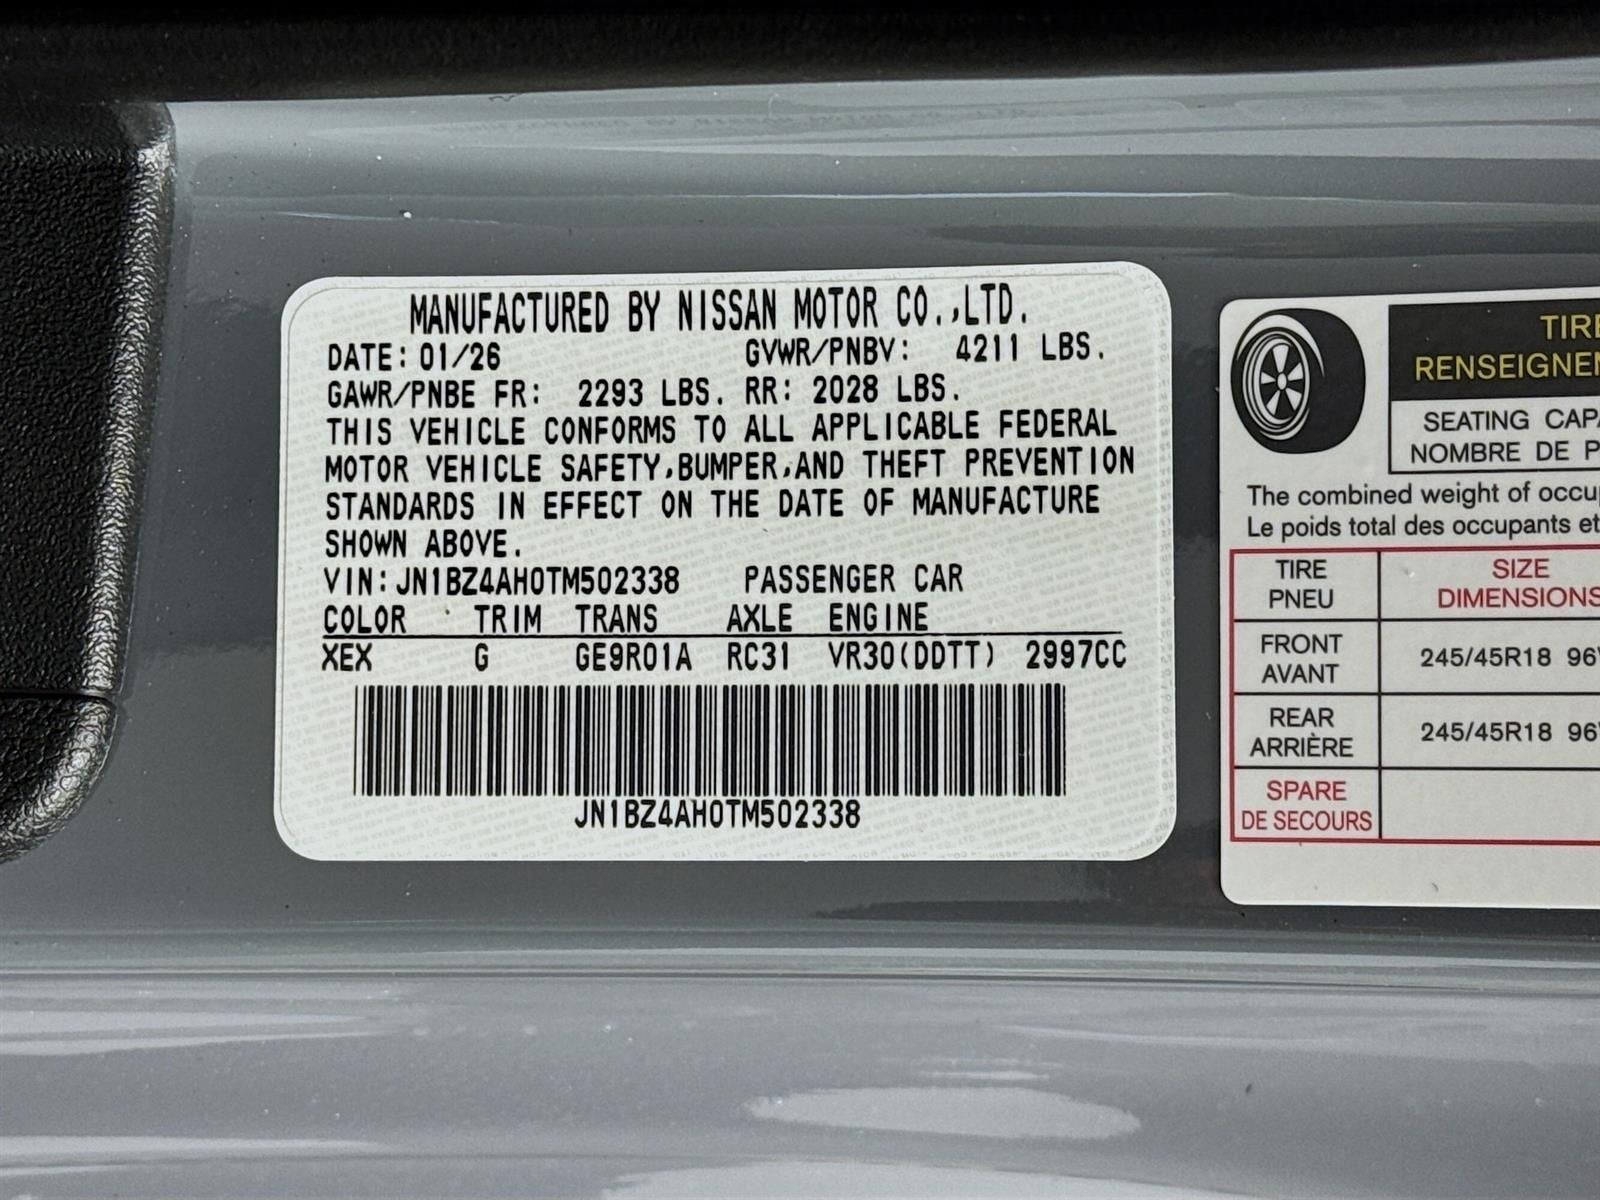 MANUFACTURED BY NISSAN MOTOR CO.,LTD.
DATE: 01/26 GVWR/PNBV: 4211 LBS.
GAWR/PNBE FR: 2293 LBS. RR: 2028 LBS.
THIS VEHICLE CONFORMS TO ALL APPLICABLE FEDERAL
MOTOR VEHICLE SAFETY,BUMPER,AND THEFT PREVENTION
STANDARDS IN EFFECT ON THE DATE OF MANUFACTURE
SHOWN ABOVE.
VIN: JN1BZ4AH0TM502338 PASSENGER CAR
COLOR TRIM TRANS AXLE ENGINE
XEX G GE9R01A RC31 VR30(DDTT) 2997CC
JN1BZ4AH0TM502338
TIRE
RENSEIGNEM
SEATING CAPA
NOMBRE DE P
The combined weight of occup
Le poids total des occupants et
TIRE SIZE
PNEU DIMENSIONS
FRONT
AVANT
245/45R18 96
REAR
ARRIÈRE
245/45R18 96
SPARE
DE SECOURS